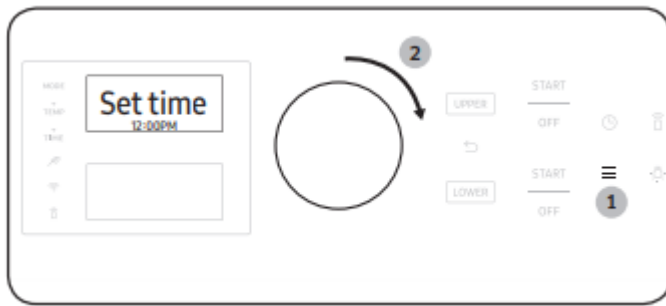 MODE
TEMP
TIME
Set time
12:00PM
2
UPPER
LOWER
START
OFF
START
OFF
1